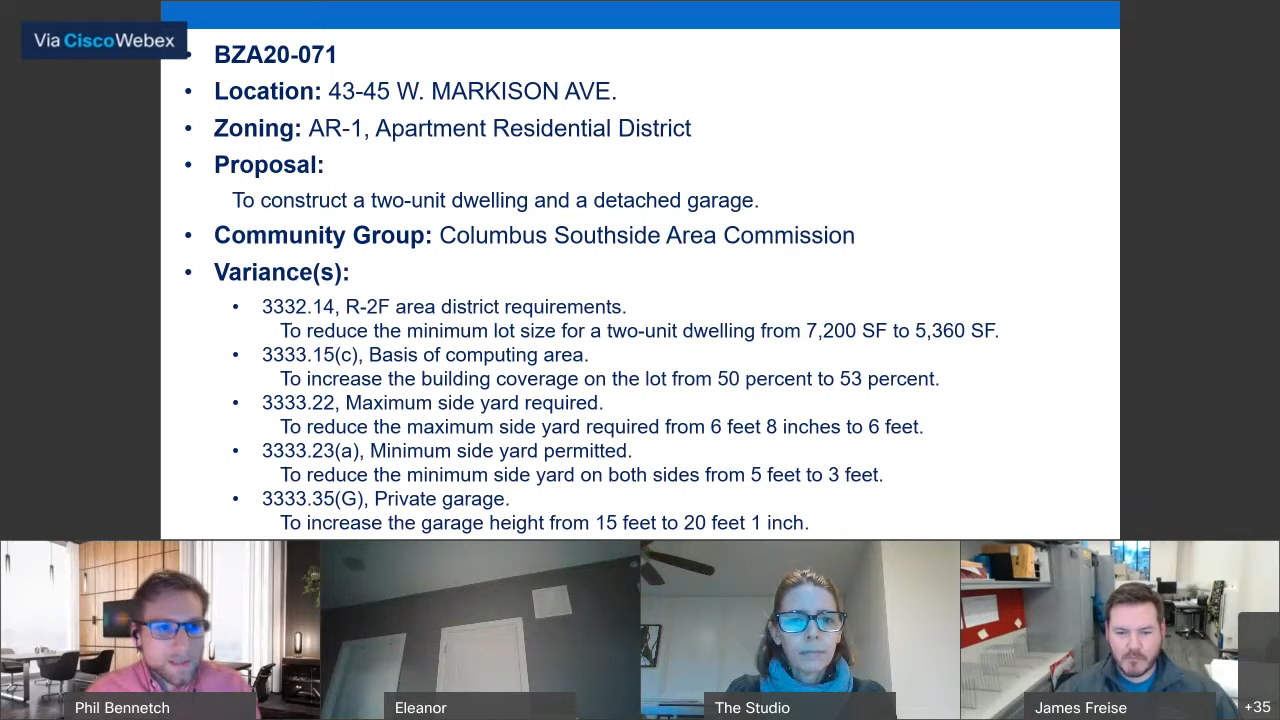 Via Cisco Webex
• BZA20-071
• Location: 43-45 W. MARKISON AVE.
• Zoning: AR-1, Apartment Residential District
• Proposal:
To construct a two-unit dwelling and a detached garage.
• Community Group: Columbus Southside Area Commission
• Variance(s):
• 3332.14, R-2F area district requirements.
To reduce the minimum lot size for a two-unit dwelling from 7,200 SF to 5,360 SF.
• 3333.15(c), Basis of computing area.
To increase the building coverage on the lot from 50 percent to 53 percent.
• 3333.22, Maximum side yard required.
To reduce the maximum side yard required from 6 feet 8 inches to 6 feet.
• 3333.23(a), Minimum side yard permitted.
To reduce the minimum side yard on both sides from 5 feet to 3 feet.
• 3333.35(G), Private garage.
To increase the garage height from 15 feet to 20 feet 1 inch.
Phil Bennetch
Eleanor
The Studio
James Freise
+35